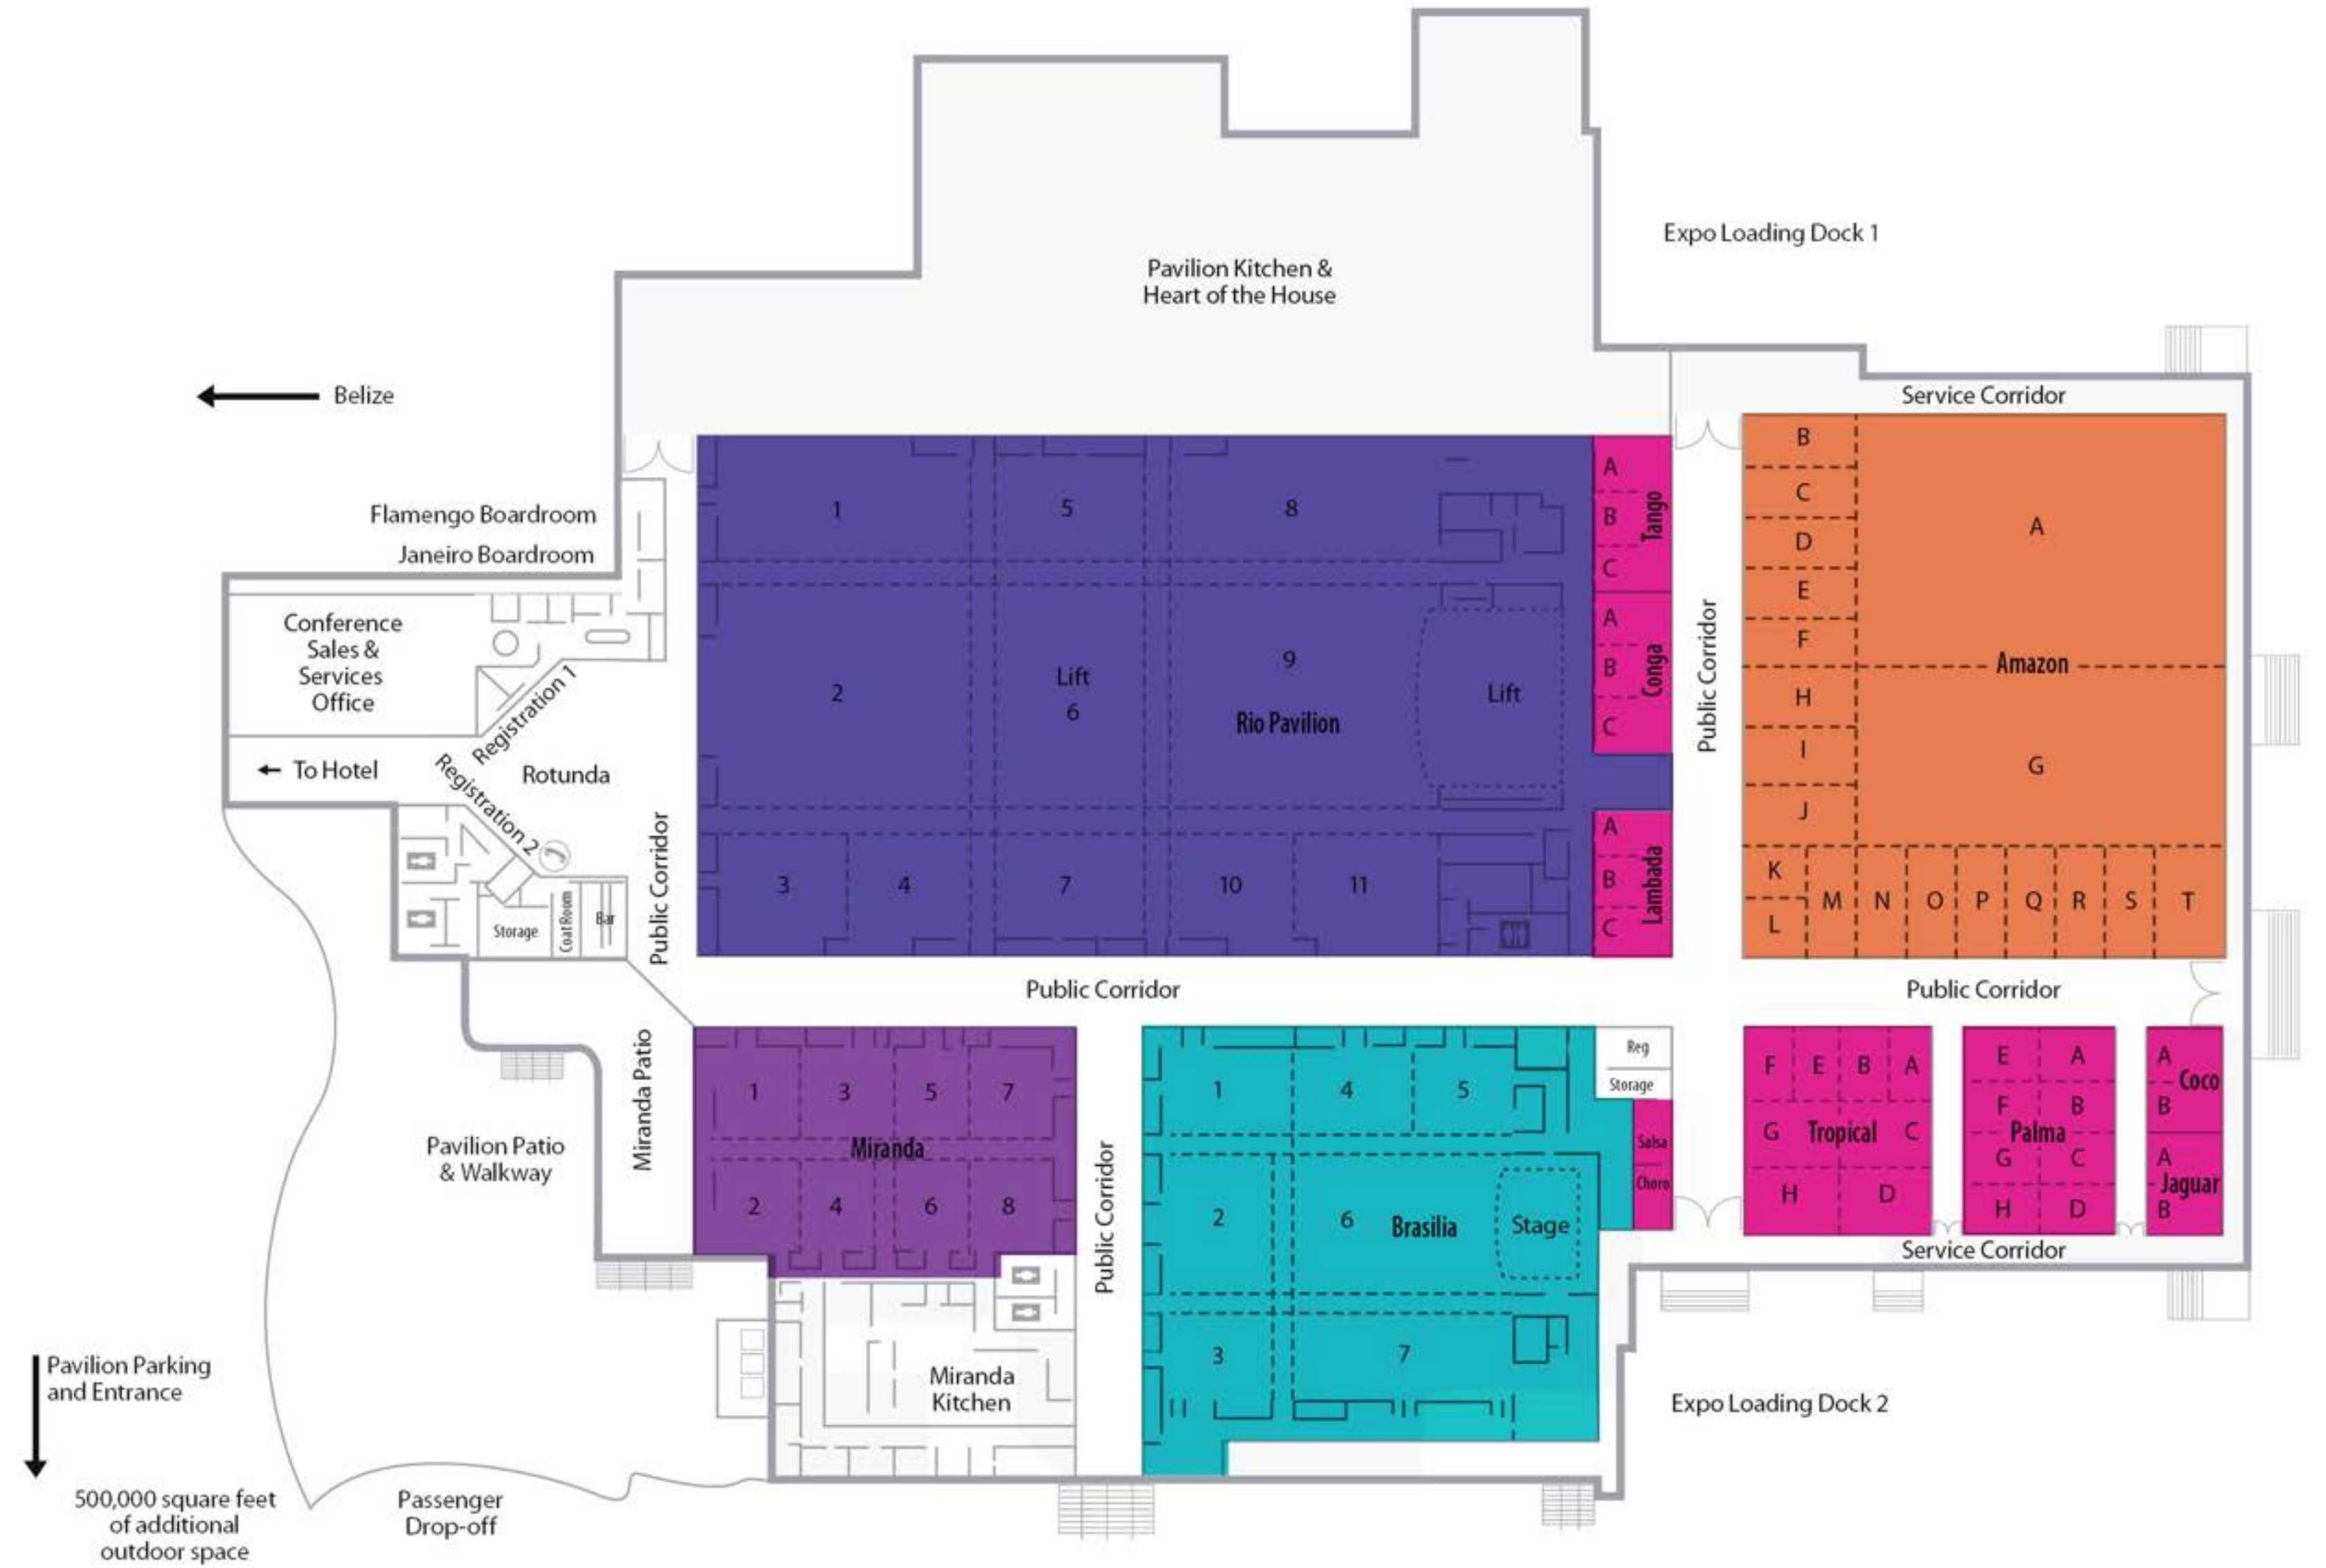 Expo Loading Dock 1
Pavilion Kitchen &
Heart of the House
Belize
Service Corridor
Flamengo Boardroom
Janeiro Boardroom
Conference
Sales &
Services
Office
Registration 1
To Hotel
Registration 2
Rotunda
Storage
Coat Room
Bar
Public Corridor
1
5
8
2
Lift
6
9
Rio Pavilion
Lift
3
4
7
10
11
A
B
C
Tango
A
B
C
Conga
A
B
C
Lambada
Public Corridor
B
C
D
E
F
A
Amazon
H
I
J
G
K
L
M
N
O
P
Q
R
S
T
Public Corridor
Public Corridor
Miranda Patio
Pavilion Patio
& Walkway
1
3
5
7
Miranda
2
4
6
8
Public Corridor
Miranda
Kitchen
1
4
5
2
6
Brasilia
Stage
3
7
Reg
Storage
Salsa
Choro
F
E
B
A
G
Tropical
C
H
D
E
A
F
B
Palma
G
C
H
D
A
Coco
B
A
Jaguar
B
Service Corridor
Expo Loading Dock 2
Pavilion Parking
and Entrance
500,000 square feet
of additional
outdoor space
Passenger
Drop-off